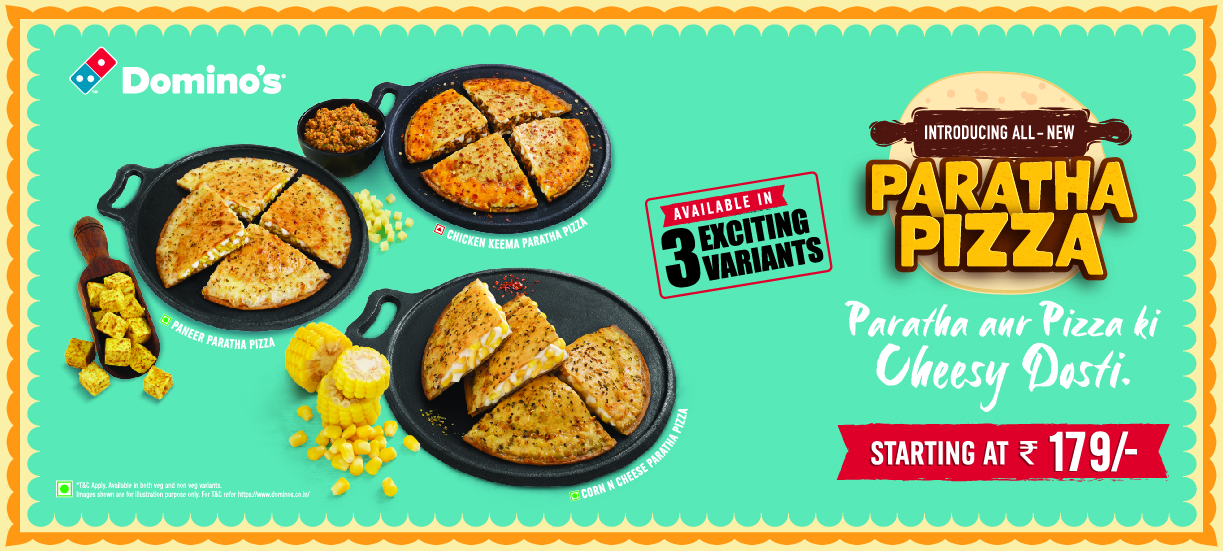 Domino's
CHICKEN KEEMA PARATHA PIZZA
PANEER PARATHA PIZZA
CORN N CHEESE PARATHA PIZZA
AVAILABLE IN
3 EXCITING
VARIANTS
INTRODUCING ALL-NEW
PARATHA
PIZZA
Paratha aur Pizza ki
Cheesy Dosti.
STARTING AT ₹ 179/-
*T&C Apply. Available in both veg and non veg variants.
Images shown are for illustration purpose only. For T&C refer https://www.dominos.co.in/